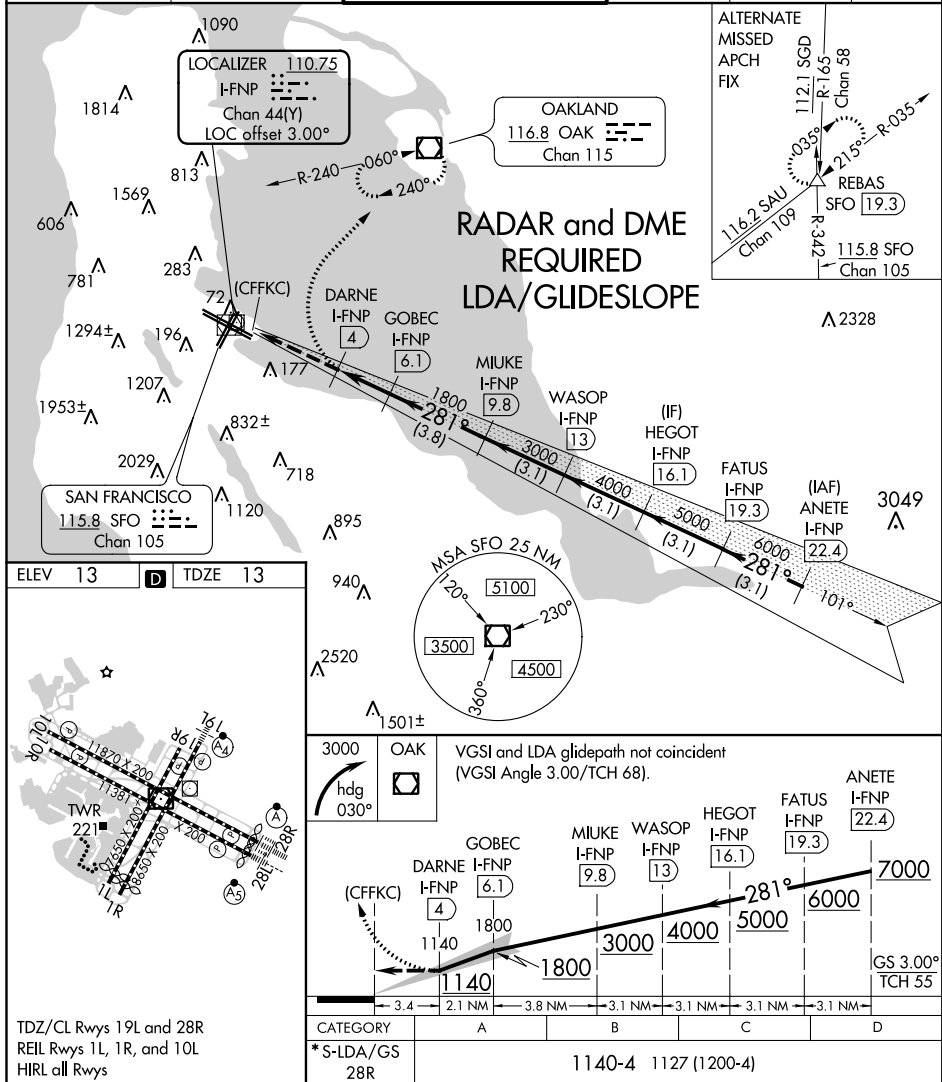 1090
LOCALIZER 110.75
I-FNP
Chan 44(Y)
LOC offset 3.00°
1814
813
1569
606
781
283
(CFFKC)
72
1294±
196
1207
177
1953±
832±
2029
718
1120
895
940
2520
1501±
OAKLAND
116.8 OAK
Chan 115
R-240
060°
240°
RADAR and DME
REQUIRED
LDA/GLIDESLOPE
ALTERNATE
MISSED
APCH
FIX
112.1 SGD
R-165
Chan 58
R-035
035°
215°
REBAS
SFO 19.3
116.2 SAU
Chan 109
R-342
115.8 SFO
Chan 105
2328
DARNE
I-FNP
4
GOBEC
I-FNP
6.1
MIUKE
I-FNP
9.8
WASOP
I-FNP
13
(IF)
HEGOT
I-FNP
16.1
FATUS
I-FNP
19.3
(IAF)
ANETE
I-FNP
22.4
3049
1800
281°
(3.8)
3000
(3.1)
4000
(3.1)
5000
(3.1)
6000
281°
(3.1)
101°
SAN FRANCISCO
115.8 SFO
Chan 105
MSA SFO 25 NM
120°
5100
230°
3500
4500
360°
ELEV 13
D
TDZE 13
10L
10R
19L
19R
11870 X 200
11381 X 200
7650 X 200
8650 X 200
P
P
P
P
P
P
A4
A
A5
TWR
221
28R
28L
1L
1R
TDZ/CL Rwys 19L and 28R
REIL Rwys 1L, 1R, and 10L
HIRL all Rwys
3000
hdg
030°
OAK
VGSI and LDA glidepath not coincident
(VGSI Angle 3.00/TCH 68).
(CFFKC)
DARNE
I-FNP
4
GOBEC
I-FNP
6.1
MIUKE
I-FNP
9.8
WASOP
I-FNP
13
HEGOT
I-FNP
16.1
FATUS
I-FNP
19.3
ANETE
I-FNP
22.4
1140
1800
281°
7000
6000
5000
4000
3000
1800
1140
GS 3.00°
TCH 55
3.4
2.1 NM
3.8 NM
3.1 NM
3.1 NM
3.1 NM
3.1 NM
CATEGORY A B C D
*S-LDA/GS
28R
1140-4 1127 (1200-4)